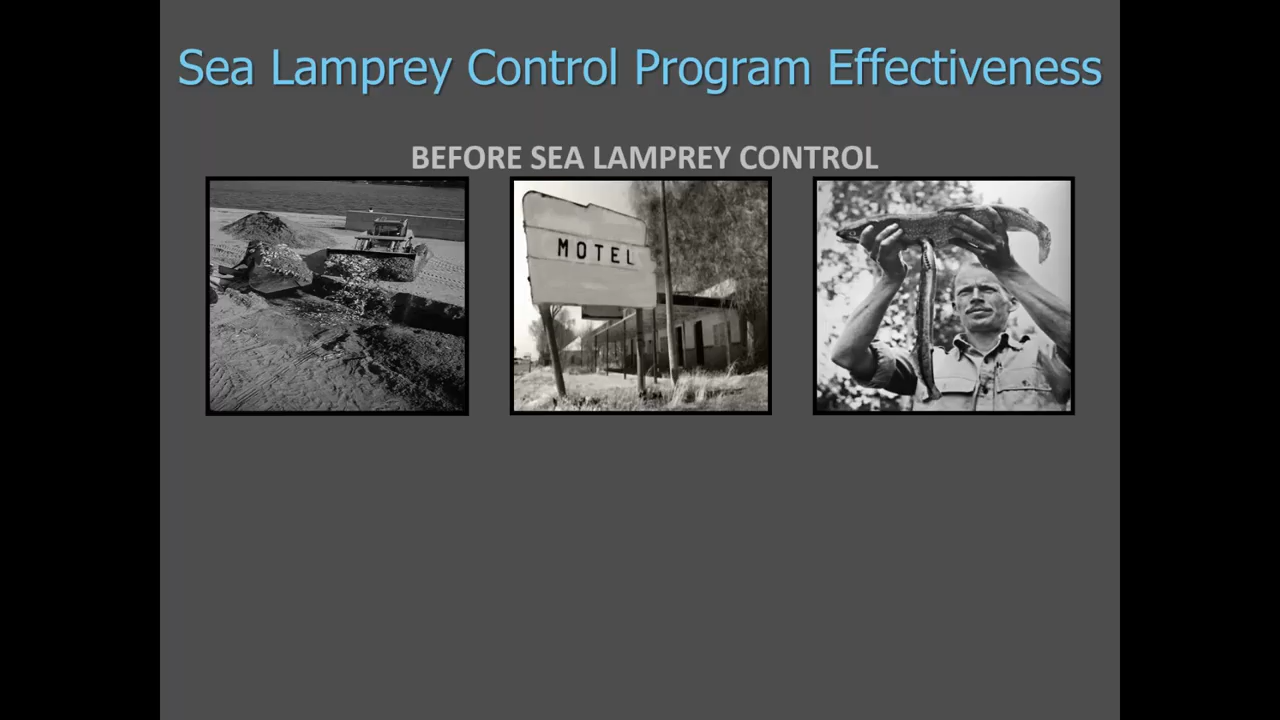 Sea Lamprey Control Program Effectiveness
BEFORE SEA LAMPREY CONTROL
MOTEL